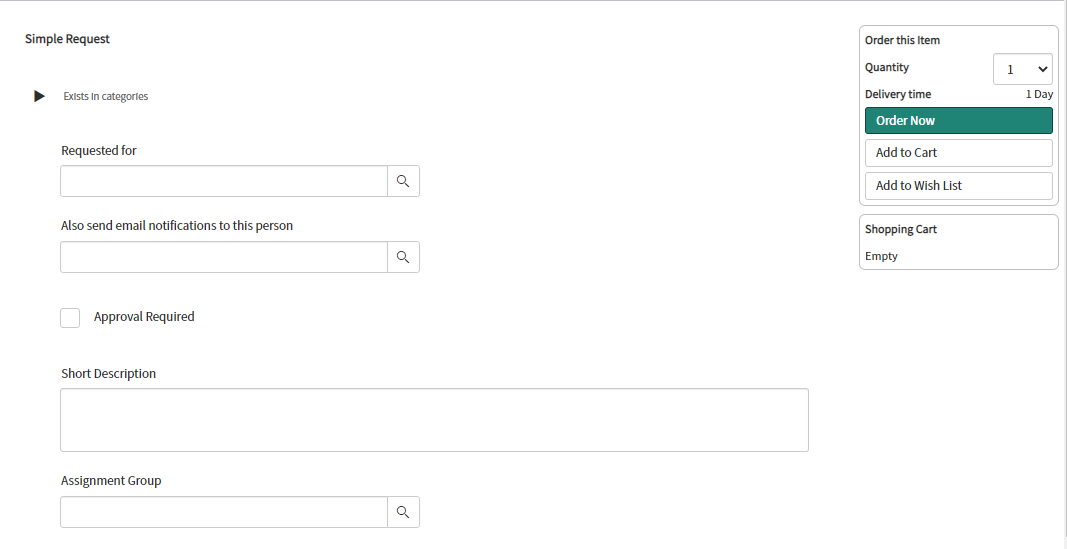 Simple Request
Exists in categories
Requested for
Also send email notifications to this person
Approval Required
Short Description
Assignment Group
Order this Item
Quantity
1
Delivery time
1 Day
Order Now
Add to Cart
Add to Wish List
Shopping Cart
Empty